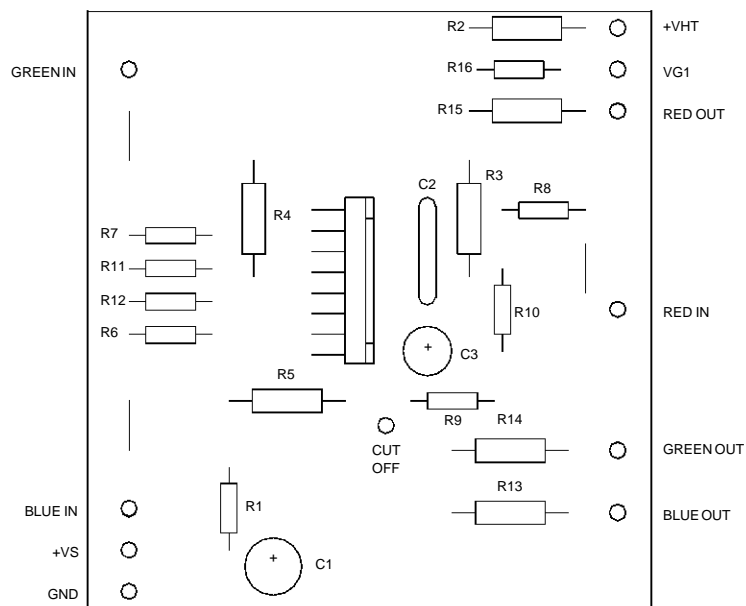 R2
+VHT
GREEN IN
R16
VG1
R15
RED OUT
C2
R3
R8
R4
R7
R11
R12
R10
RED IN
R6
C3
R5
R9
R14
CUT
OFF
GREEN OUT
R13
R1
BLUE IN
BLUE OUT
+VS
C1
GND